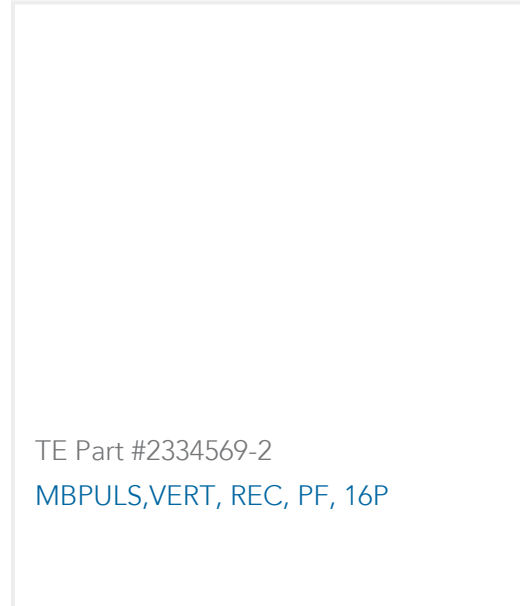 TE Part #2334569-2
MBPULS,VERT, REC, PF, 16P